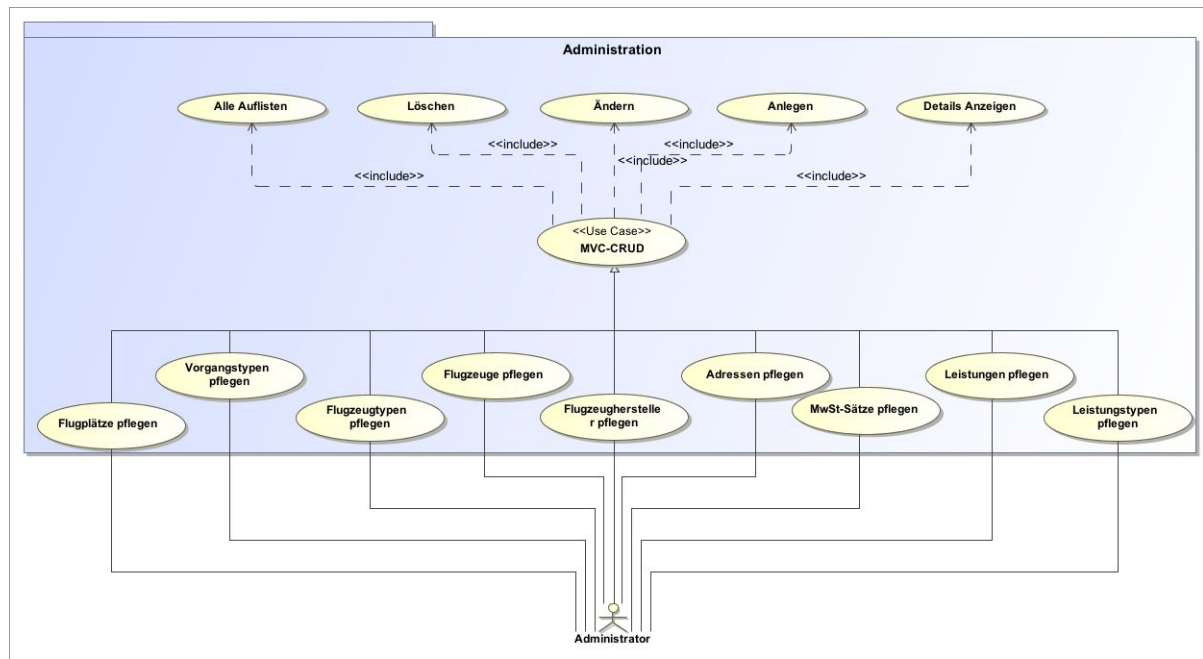 Administration
Alle Auflisten
Löschen
Ändern
Anlegen
Details Anzeigen
<<include>>
<<include>>
<<include>>
<<include>>
<<include>>
<<Use Case>>
MVC-CRUD
Vorgangstypen
pflegen
Flugzeuge pflegen
Adressen pflegen
Leistungen pflegen
Flugplätze pflegen
Flugzeugtypen
pflegen
Flugzeugherstelle
r pflegen
MwSt-Sätze pflegen
Leistungstypen
pflegen
Administrator